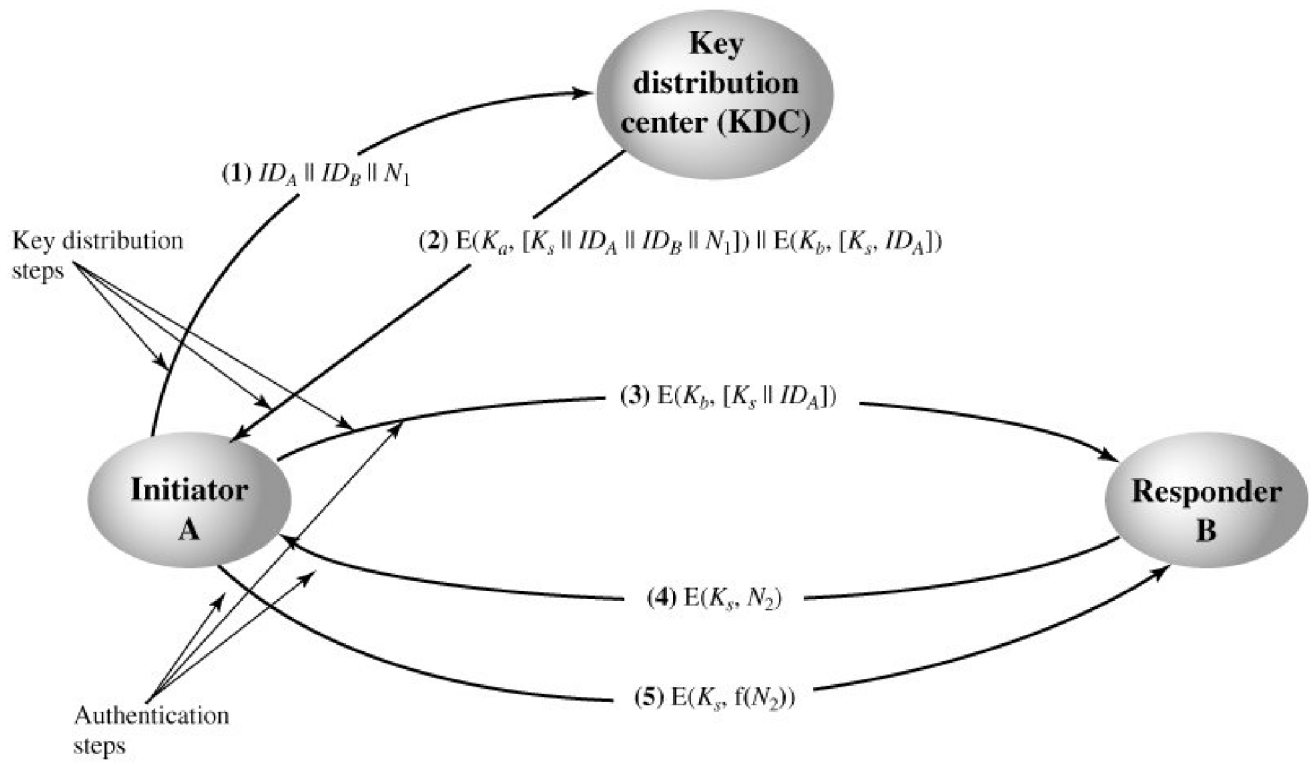 Key
distribution
center (KDC)
(1) ID_A || ID_B || N_1
Key distribution
steps
(2) E(K_a, [K_s || ID_A || ID_B || N_1]) || E(K_b, [K_s, ID_A])
(3) E(K_b, [K_s || ID_A])
Initiator
A
Responder
B
(4) E(K_s, N_2)
(5) E(K_s, f(N_2))
Authentication
steps